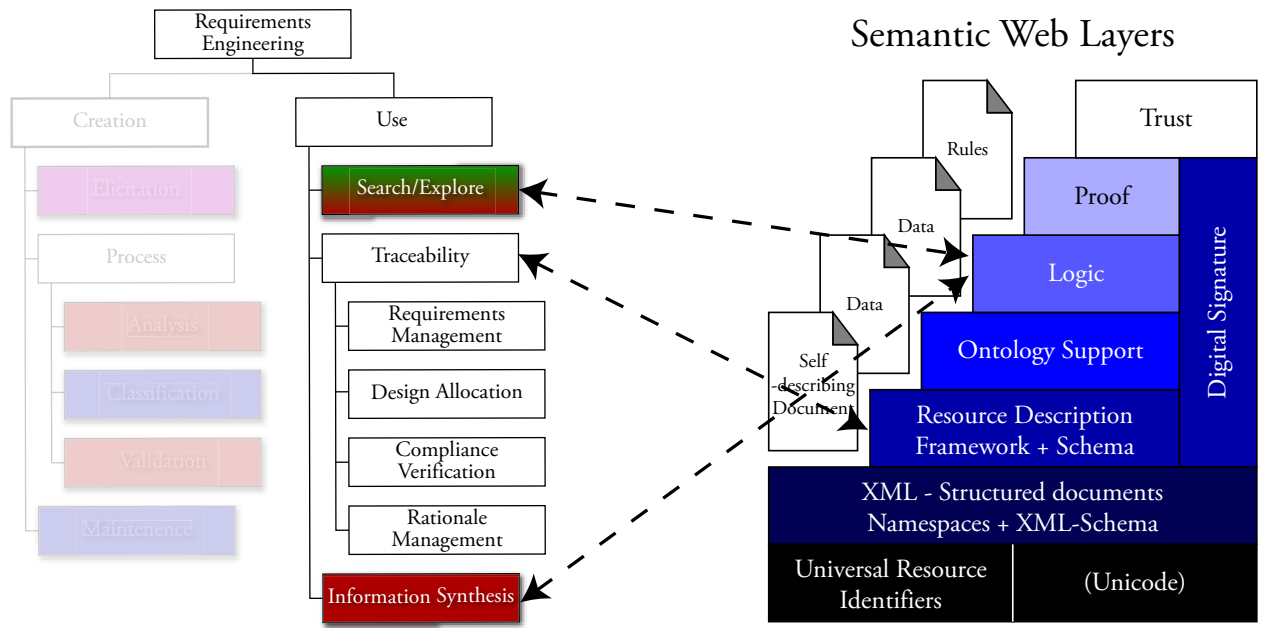 Requirements
Engineering
Creation
Elicitation
Process
Analysis
Classification
Validation
Maintenence
Use
Search/Explore
Traceability
Requirements
Management
Design Allocation
Compliance
Verification
Rationale
Management
Information Synthesis
Semantic Web Layers
Rules
Data
Data
Self
-describing
Document
Trust
Proof
Logic
Ontology Support
Resource Description
Framework + Schema
Digital Signature
XML - Structured documents
Namespaces + XML-Schema
Universal Resource
Identifiers
(Unicode)